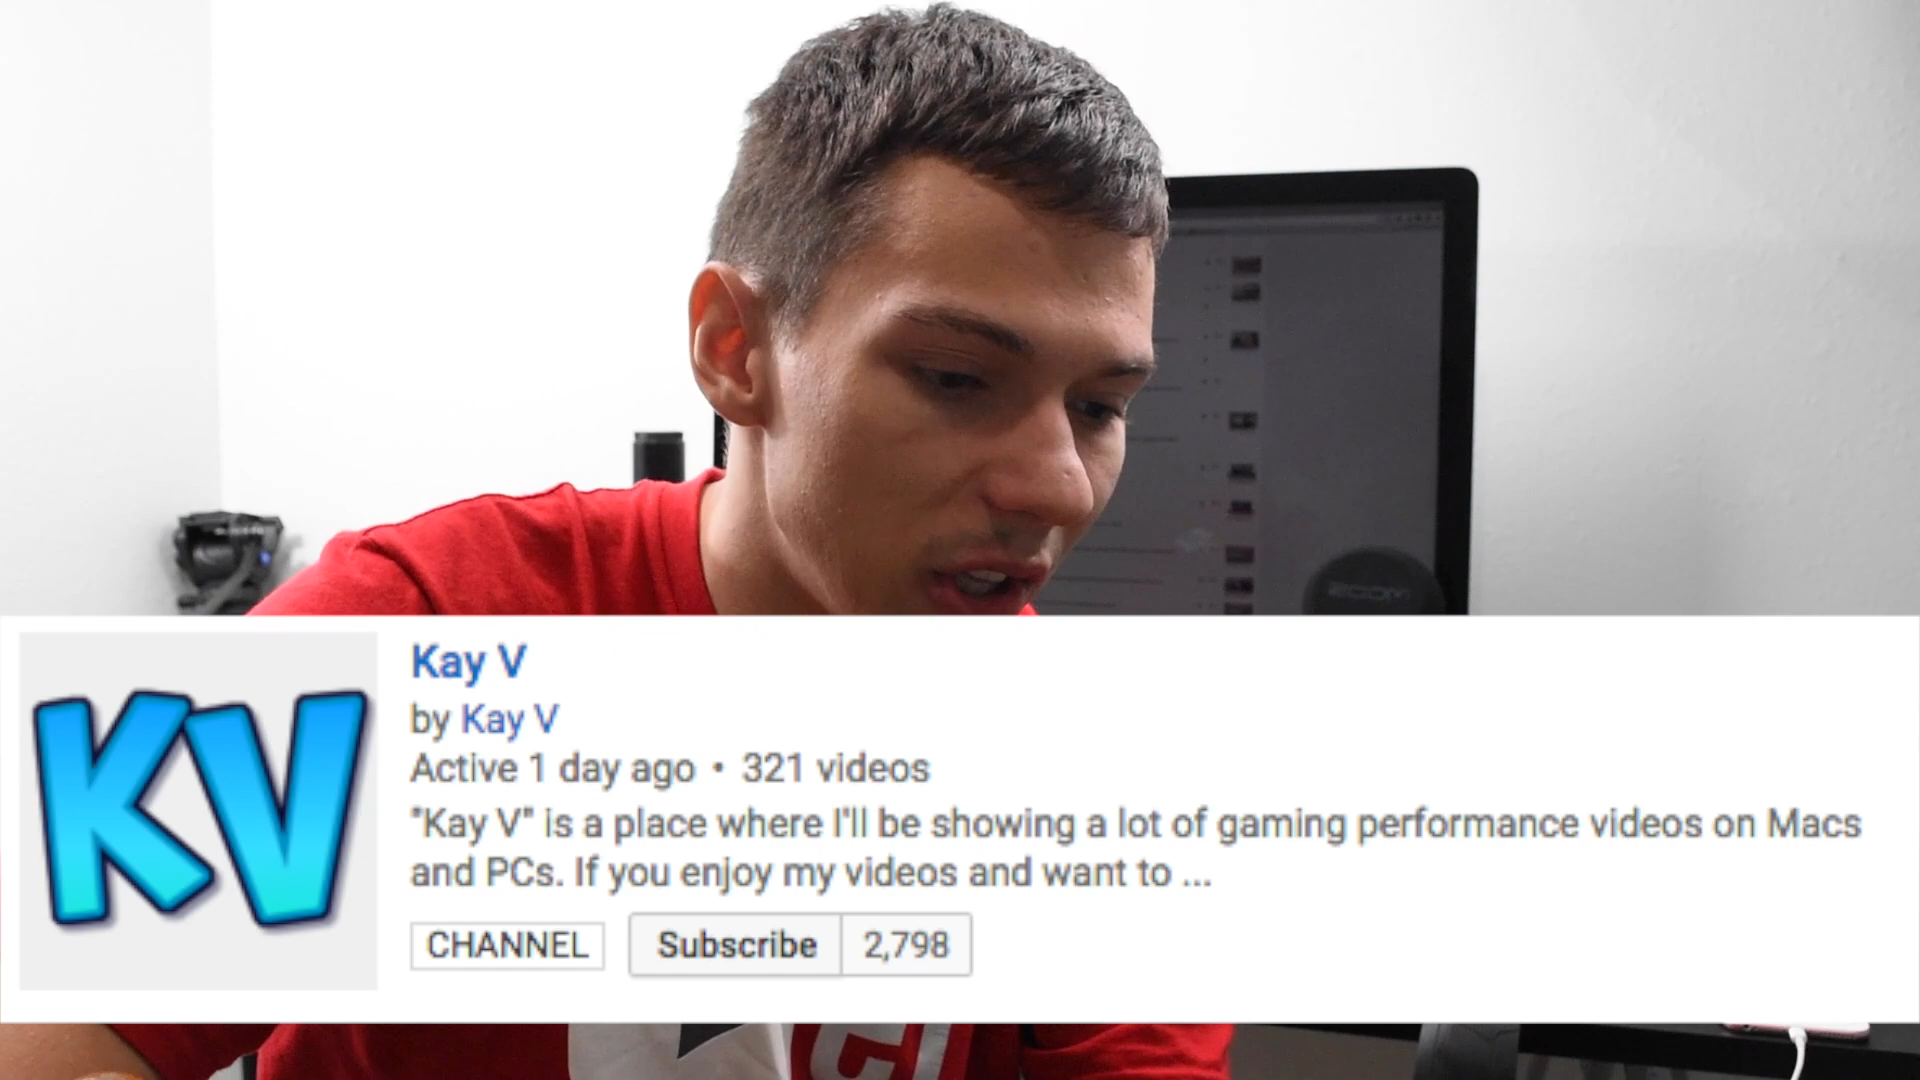 ZOOM
KV
Kay V
by Kay V
Active 1 day ago • 321 videos
"Kay V" is a place where I'll be showing a lot of gaming performance videos on Macs
and PCs. If you enjoy my videos and want to ...
CHANNEL
Subscribe 2,798